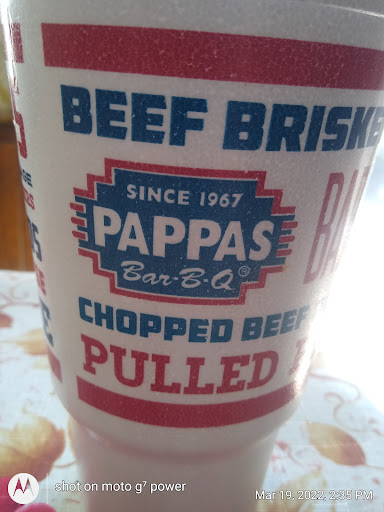 BEEF BRISKE
SINCE 1967
PAPPAS
Bar-B-Q®
CHOPPED BEEF
PULLED
shot on moto g⁷ power
Mar 19, 2022, 2:35 PM